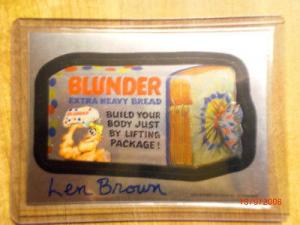 BLUNDER
EXTRA HEAVY BREAD
BUILD YOUR
BODY JUST
BY LIFTING
PACKAGE!
Len Brown